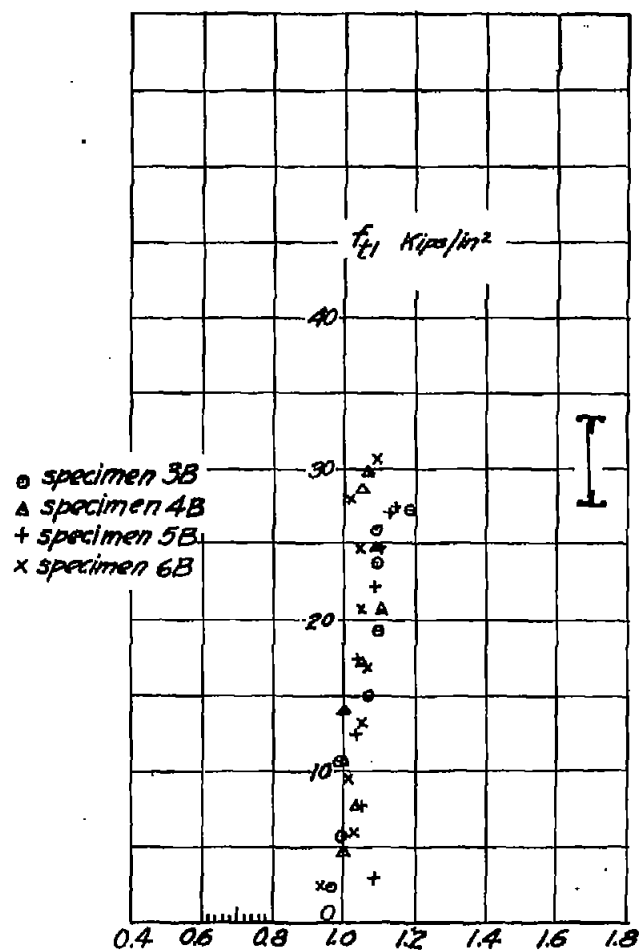 f_t1 Kips/in²
40
30
20
10
0
⊙ specimen 3B
△ specimen 4B
+ specimen 5B
x specimen 6B
0.4 0.6 0.8 1.0 1.2 1.4 1.6 1.8